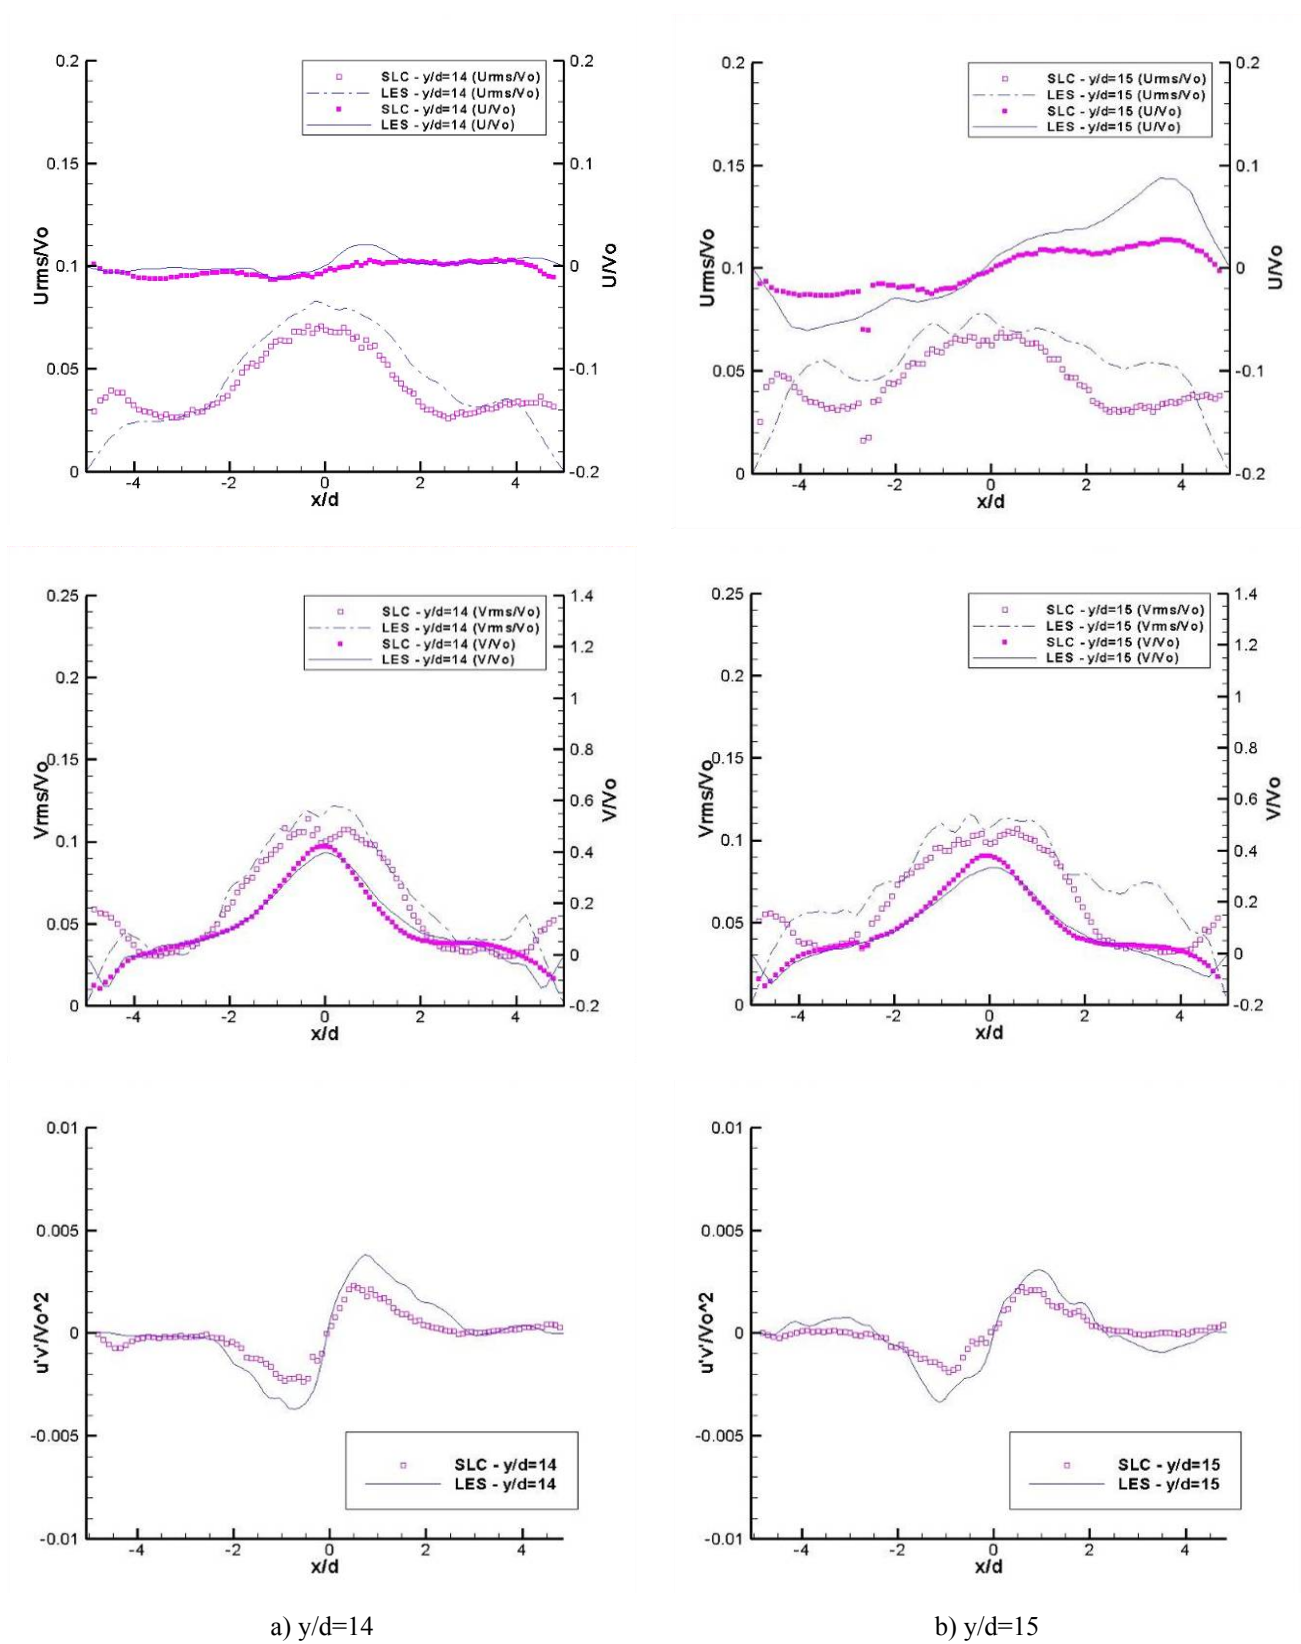 0.2
0.15
0.1
0.05
0
Urms/Vo
0.2
0.1
0
-0.1
-0.2
U/Vo
-4 -2 0 2 4
x/d
SLC - y/d=14 (Urms/Vo)
LES - y/d=14 (Urms/Vo)
SLC - y/d=14 (U/Vo)
LES - y/d=14 (U/Vo)
0.2
0.15
0.1
0.05
0
Urms/Vo
0.2
0.1
0
-0.1
-0.2
U/Vo
-4 -2 0 2 4
x/d
SLC - y/d=15 (Urms/Vo)
LES - y/d=15 (Urms/Vo)
SLC - y/d=15 (U/Vo)
LES - y/d=15 (U/Vo)
0.25
0.2
0.15
0.1
0.05
0
Vrms/Vo
1.4
1.2
1
0.8
0.6
0.4
0.2
0
-0.2
V/Vo
-4 -2 0 2 4
x/d
SLC - y/d=14 (Vrms/Vo)
LES - y/d=14 (Vrms/Vo)
SLC - y/d=14 (V/Vo)
LES - y/d=14 (V/Vo)
0.25
0.2
0.15
0.1
0.05
0
Vrms/Vo
1.4
1.2
1
0.8
0.6
0.4
0.2
0
-0.2
V/Vo
-4 -2 0 2 4
x/d
SLC - y/d=15 (Vrms/Vo)
LES - y/d=15 (Vrms/Vo)
SLC - y/d=15 (V/Vo)
LES - y/d=15 (V/Vo)
0.01
0.005
0
-0.005
-0.01
u'v'/Vo^2
-4 -2 0 2 4
x/d
SLC - y/d=14
LES - y/d=14
0.01
0.005
0
-0.005
-0.01
u'v'/Vo^2
-4 -2 0 2 4
x/d
SLC - y/d=15
LES - y/d=15
a) y/d=14
b) y/d=15